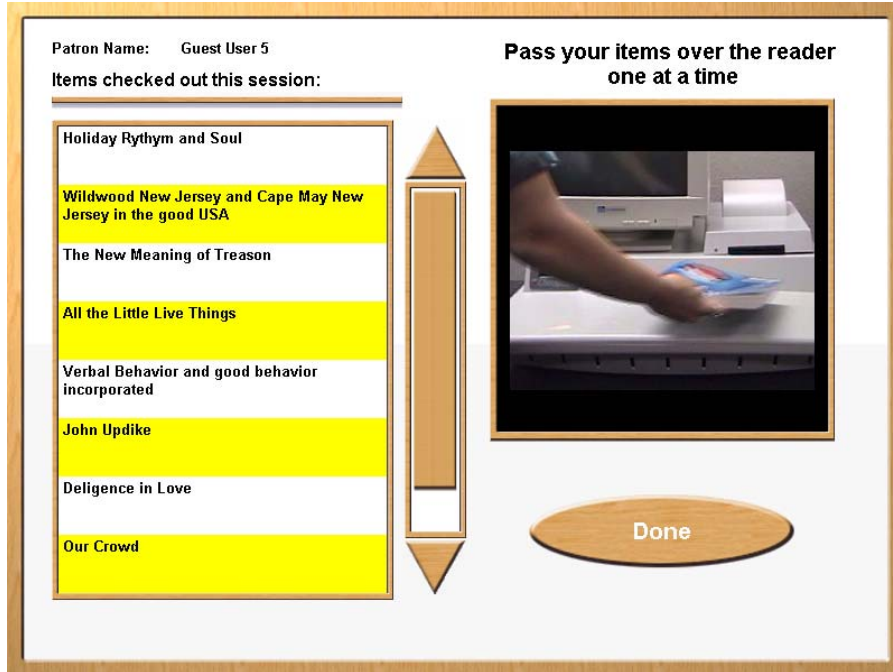 Patron Name: Guest User 5
Items checked out this session:
Pass your items over the reader
one at a time
Holiday Rythym and Soul
Wildwood New Jersey and Cape May New
Jersey in the good USA
The New Meaning of Treason
All the Little Live Things
Verbal Behavior and good behavior
incorporated
John Updike
Deligence in Love
Our Crowd
Done